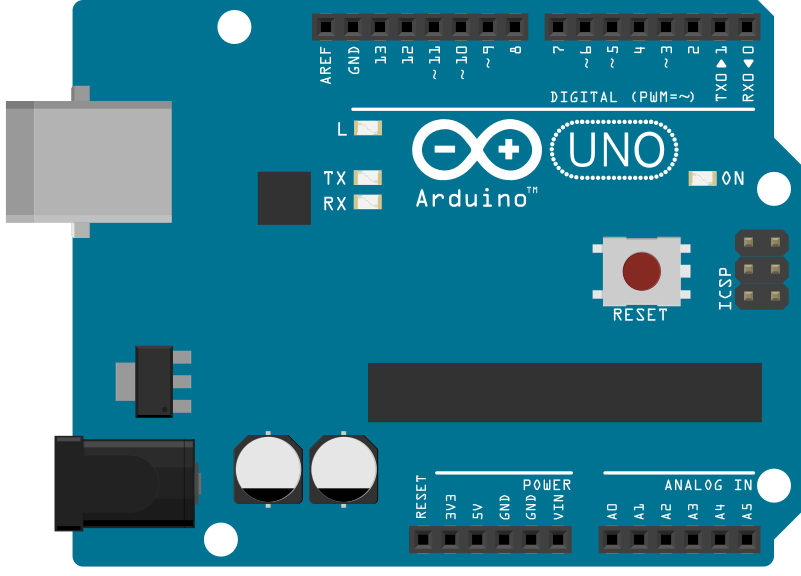 AREF GND 13 12 ~11 ~10 ~9 8 7 ~6 ~5 4 ~3 2 TX0▶1 RX0◀0
DIGITAL (PWM=~)
L
TX
RX
UNO
ON
Arduino™
ICSP
RESET
POWER
ANALOG IN
RESET 3V3 5V GND GND VIN A0 A1 A2 A3 A4 A5